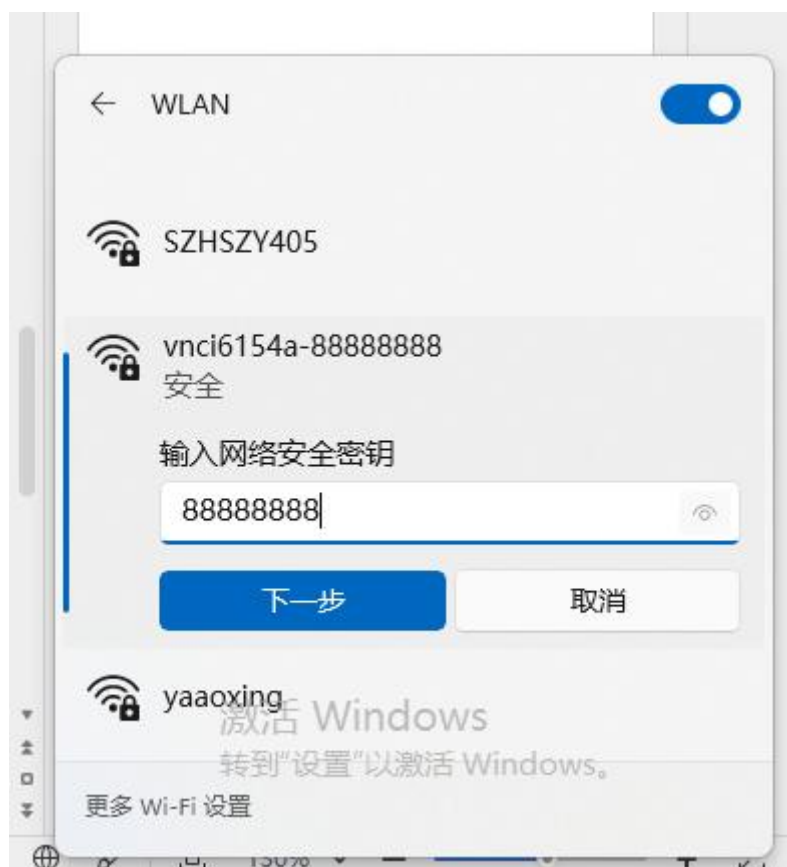 WLAN
SZHSZY405
vnci6154a-88888888
安全
输入网络安全密钥
88888888
下一步
取消
yaaoxing
激活 Windows
转到“设置”以激活 Windows。
更多 Wi-Fi 设置
130%